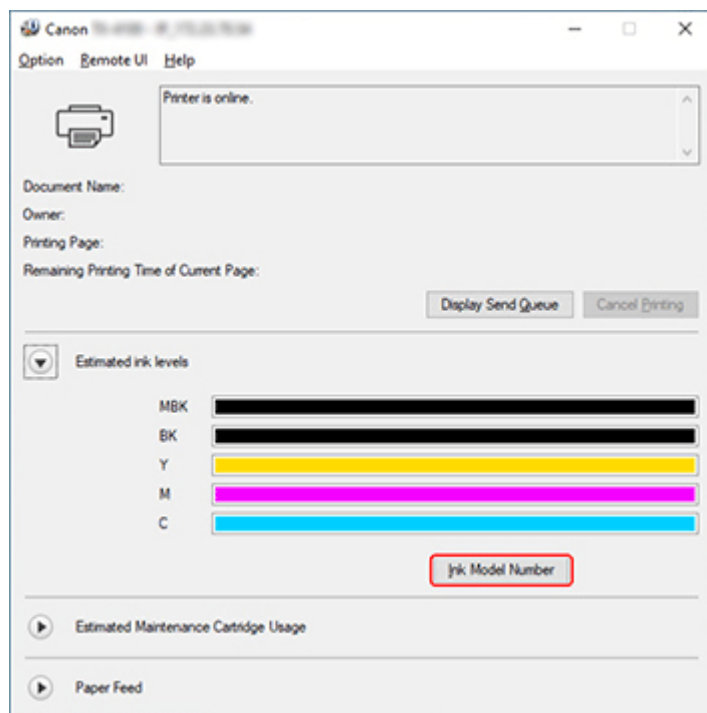 Canon
Option Remote UI Help
Printer is online.
Document Name:
Owner:
Printing Page:
Remaining Printing Time of Current Page:
Display Send Queue Cancel Printing
Estimated ink levels
MBK
BK
Y
M
C
Ink Model Number
Estimated Maintenance Cartridge Usage
Paper Feed